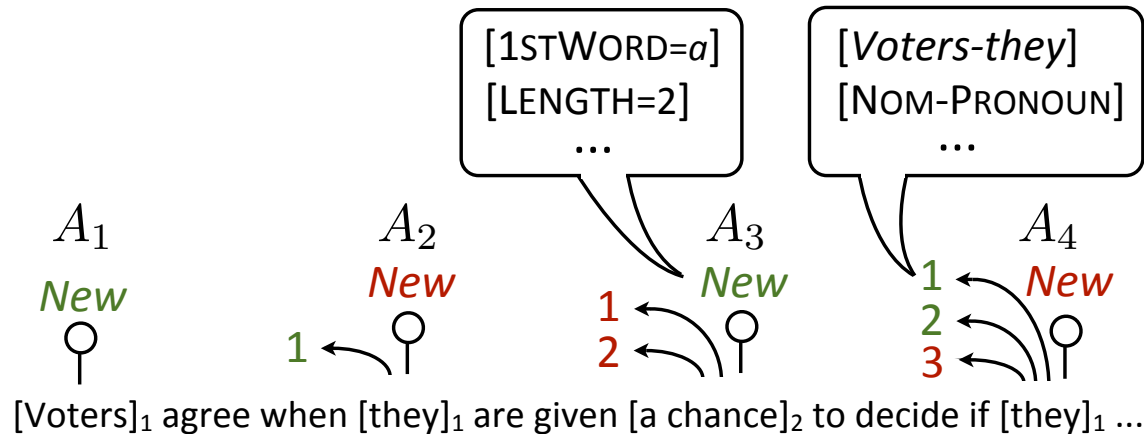 [1STWORD=a]
[LENGTH=2]
...
[Voters-they]
[NOM-PRONOUN]
...
A₁ A₂ A₃ A₄
New New New New
1 1 2 1 2 3
[Voters]₁ agree when [they]₁ are given [a chance]₂ to decide if [they]₁ ...